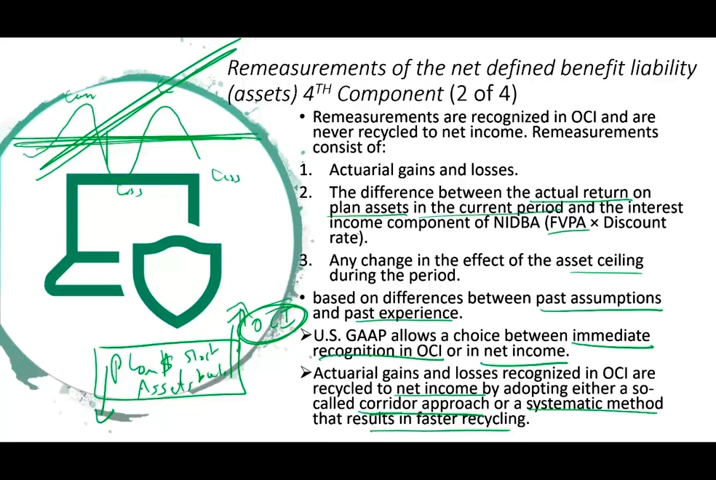 Remeasurements of the net defined benefit liability
(assets) 4TH Component (2 of 4)
• Remeasurements are recognized in OCI and are
never recycled to net income. Remeasurements
consist of:
1. Actuarial gains and losses.
2. The difference between the actual return on
plan assets in the current period and the interest
income component of NIDBA (FVPA × Discount
rate).
3. Any change in the effect of the asset ceiling
during the period.
• based on differences between past assumptions
and past experience.
➢ U.S. GAAP allows a choice between immediate
recognition in OCI or in net income.
➢ Actuarial gains and losses recognized in OCI are
recycled to net income by adopting either a so-
called corridor approach or a systematic method
that results in faster recycling.
Loss
OCI
Plan $ Stock
Assets